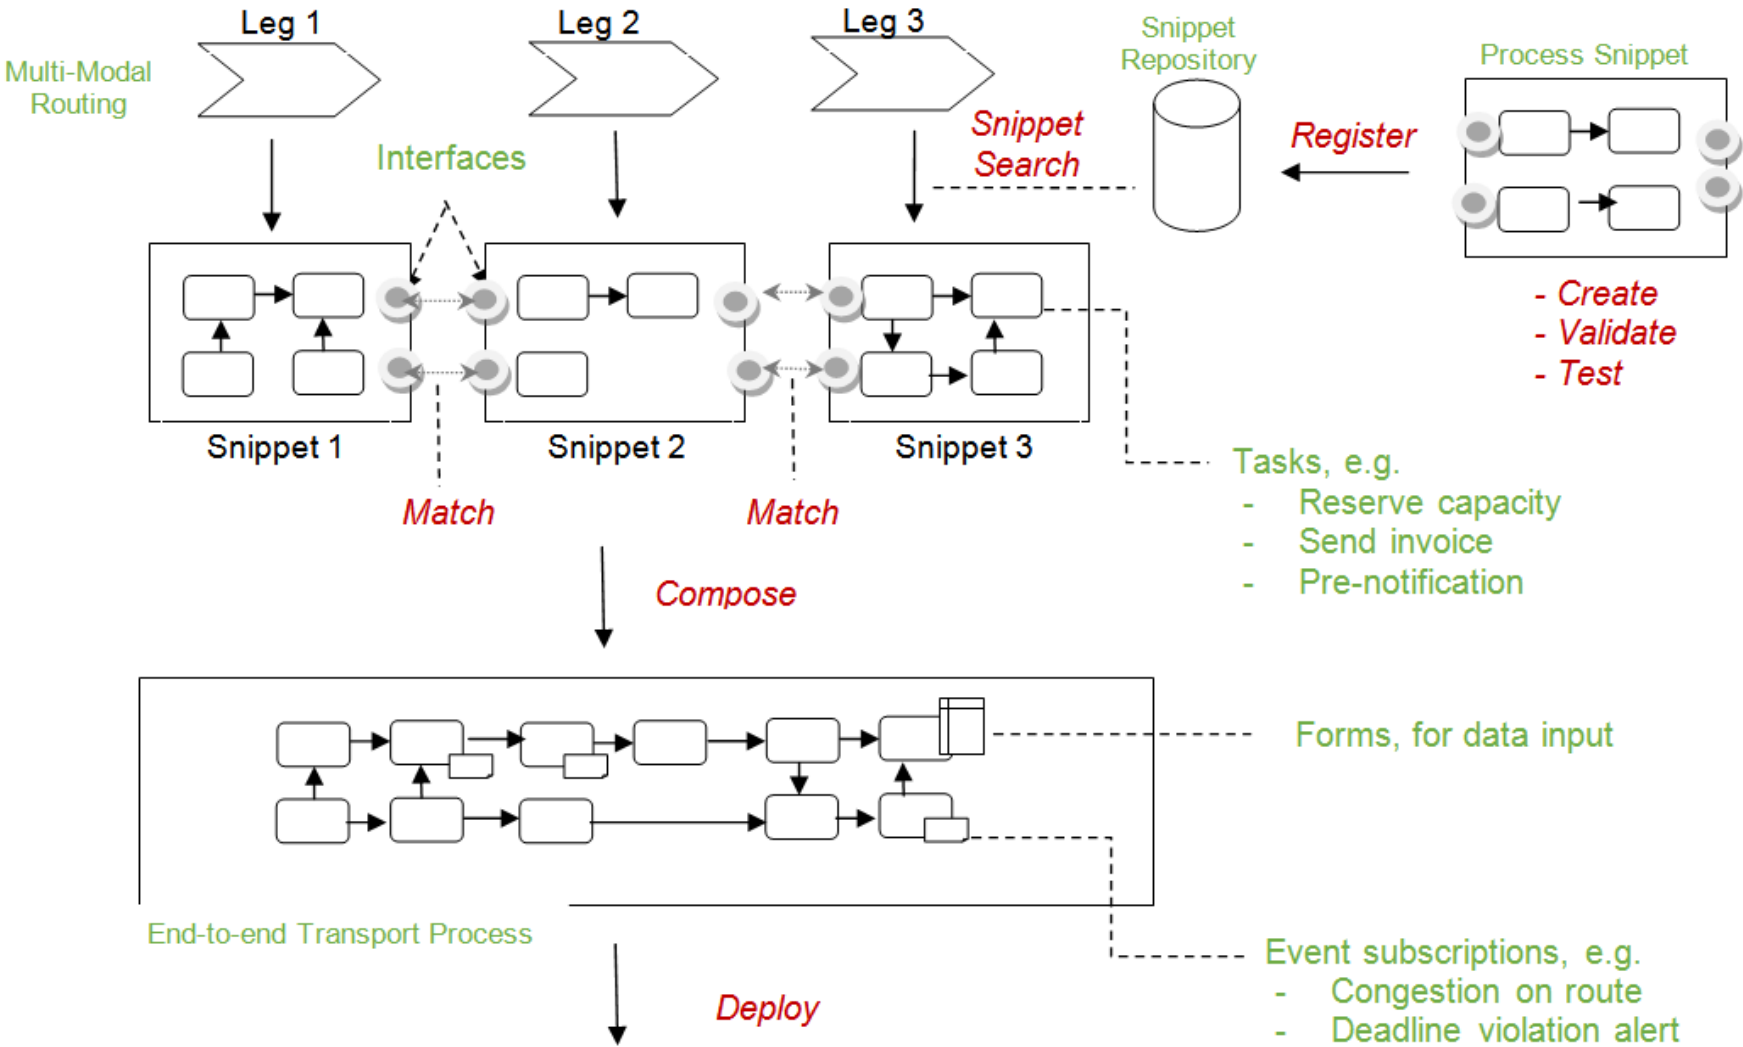 Leg 1
Leg 2
Leg 3
Snippet
Repository
Process Snippet
Multi-Modal
Routing
Interfaces
Snippet
Search
Register
- Create
- Validate
- Test
Snippet 1
Snippet 2
Snippet 3
Match
Match
Tasks, e.g.
- Reserve capacity
- Send invoice
- Pre-notification
Compose
Forms, for data input
End-to-end Transport Process
Event subscriptions, e.g.
- Congestion on route
- Deadline violation alert
Deploy